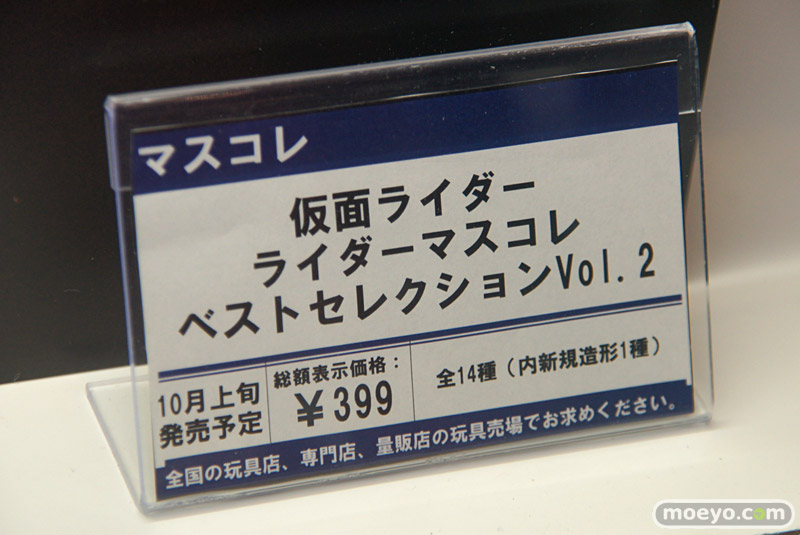 マスコレ
仮面ライダー
ライダーマスコレ
ベストセレクションVol.2
10月上旬
発売予定
総額表示価格：
￥399
全14種（内新規造形1種）
全国の玩具店、専門店、量販店の玩具売場でお求めください。
moeyo.com